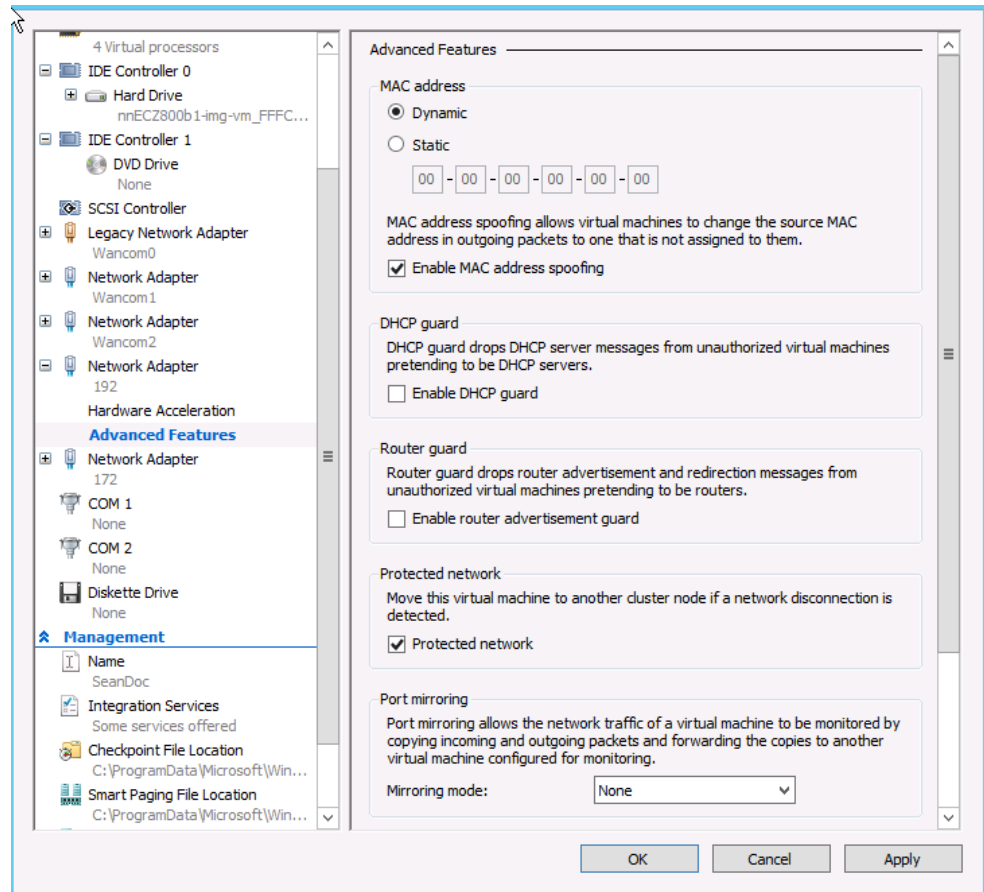 4 Virtual processors
IDE Controller 0
Hard Drive
nnECZ800b1-img-vm_FFFC...
IDE Controller 1
DVD Drive
None
SCSI Controller
Legacy Network Adapter
Wancom0
Network Adapter
Wancom1
Network Adapter
Wancom2
Network Adapter
192
Hardware Acceleration
Advanced Features
Network Adapter
172
COM 1
None
COM 2
None
Diskette Drive
None
Management
Name
SeanDoc
Integration Services
Some services offered
Checkpoint File Location
C:\ProgramData\Microsoft\Win...
Smart Paging File Location
C:\ProgramData\Microsoft\Win...
Advanced Features
MAC address
Dynamic
Static
00 - 00 - 00 - 00 - 00 - 00
MAC address spoofing allows virtual machines to change the source MAC
address in outgoing packets to one that is not assigned to them.
Enable MAC address spoofing
DHCP guard
DHCP guard drops DHCP server messages from unauthorized virtual machines
pretending to be DHCP servers.
Enable DHCP guard
Router guard
Router guard drops router advertisement and redirection messages from
unauthorized virtual machines pretending to be routers.
Enable router advertisement guard
Protected network
Move this virtual machine to another cluster node if a network disconnection is
detected.
Protected network
Port mirroring
Port mirroring allows the network traffic of a virtual machine to be monitored by
copying incoming and outgoing packets and forwarding the copies to another
virtual machine configured for monitoring.
Mirroring mode: None
OK Cancel Apply